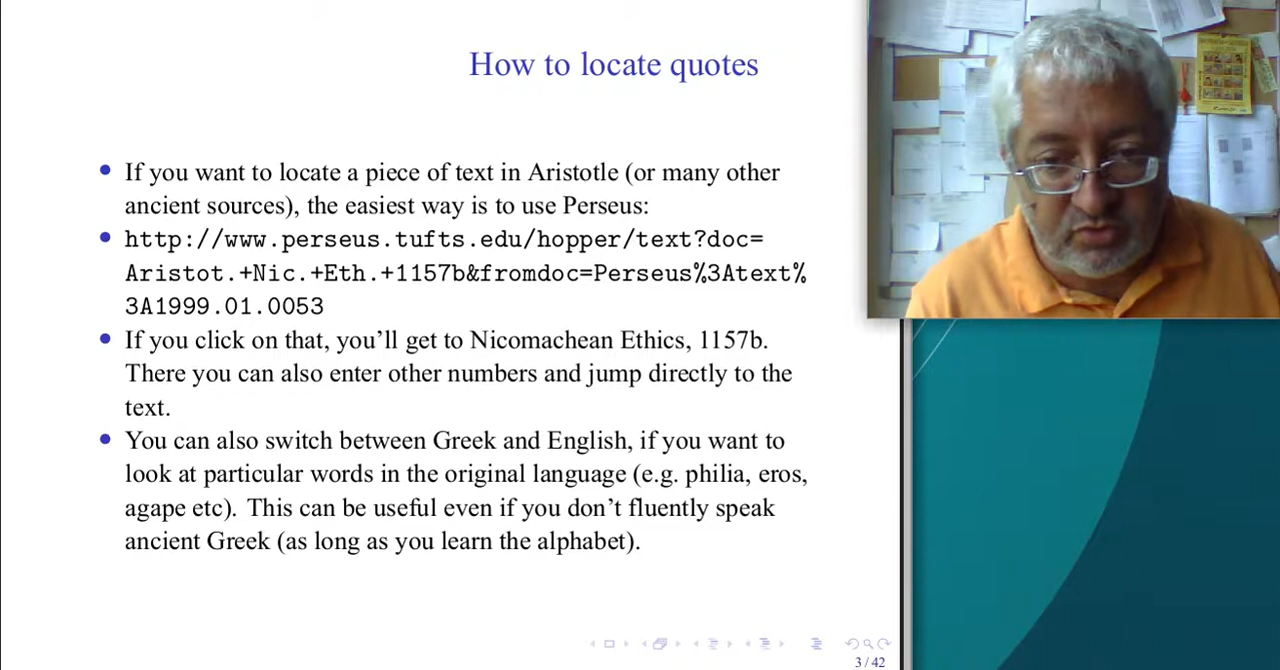 How to locate quotes
If you want to locate a piece of text in Aristotle (or many other
ancient sources), the easiest way is to use Perseus:
http://www.perseus.tufts.edu/hopper/text?doc=
Aristot.+Nic.+Eth.+1157b&fromdoc=Perseus%3Atext%
3A1999.01.0053
If you click on that, you'll get to Nicomachean Ethics, 1157b.
There you can also enter other numbers and jump directly to the
text.
You can also switch between Greek and English, if you want to
look at particular words in the original language (e.g. philia, eros,
agape etc). This can be useful even if you don't fluently speak
ancient Greek (as long as you learn the alphabet).
3 / 42